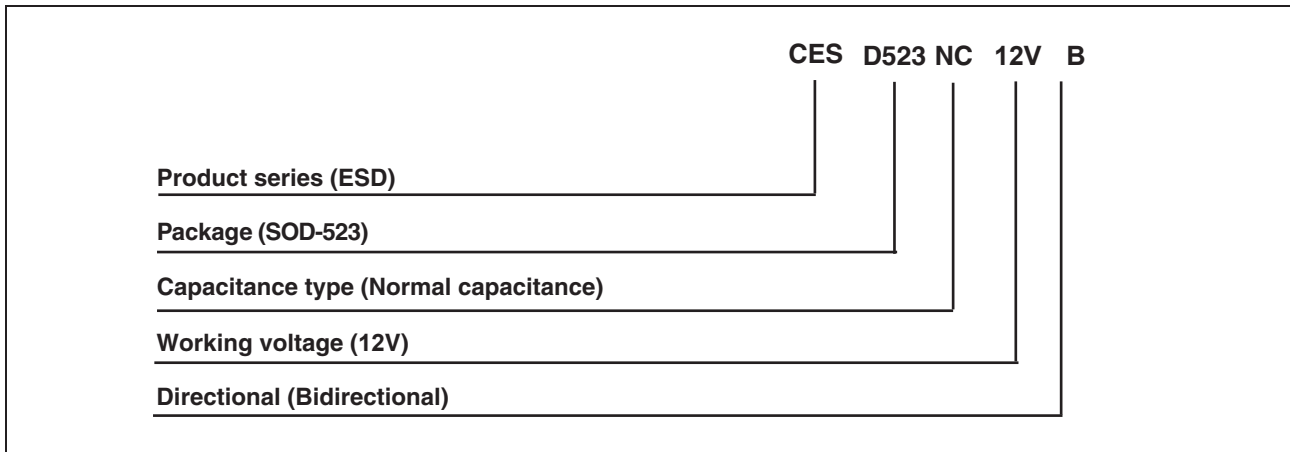 CES D523 NC 12V B
Product series (ESD)
Package (SOD-523)
Capacitance type (Normal capacitance)
Working voltage (12V)
Directional (Bidirectional)